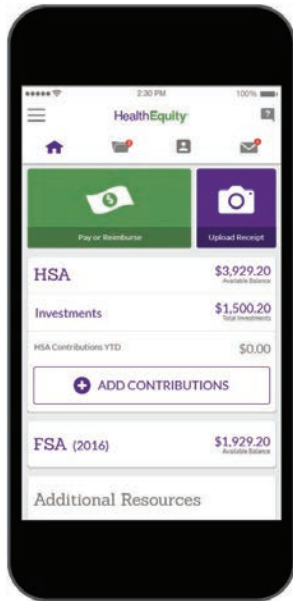 2:30 PM
100%
HealthEquity
?
Pay or Reimburse
Upload Receipt
HSA
$3,929.20
Available Balance
Investments
$1,500.20
Total Investments
HSA Contributions YTD
$0.00
ADD CONTRIBUTIONS
FSA (2016)
$1,929.20
Available Balance
Additional Resources